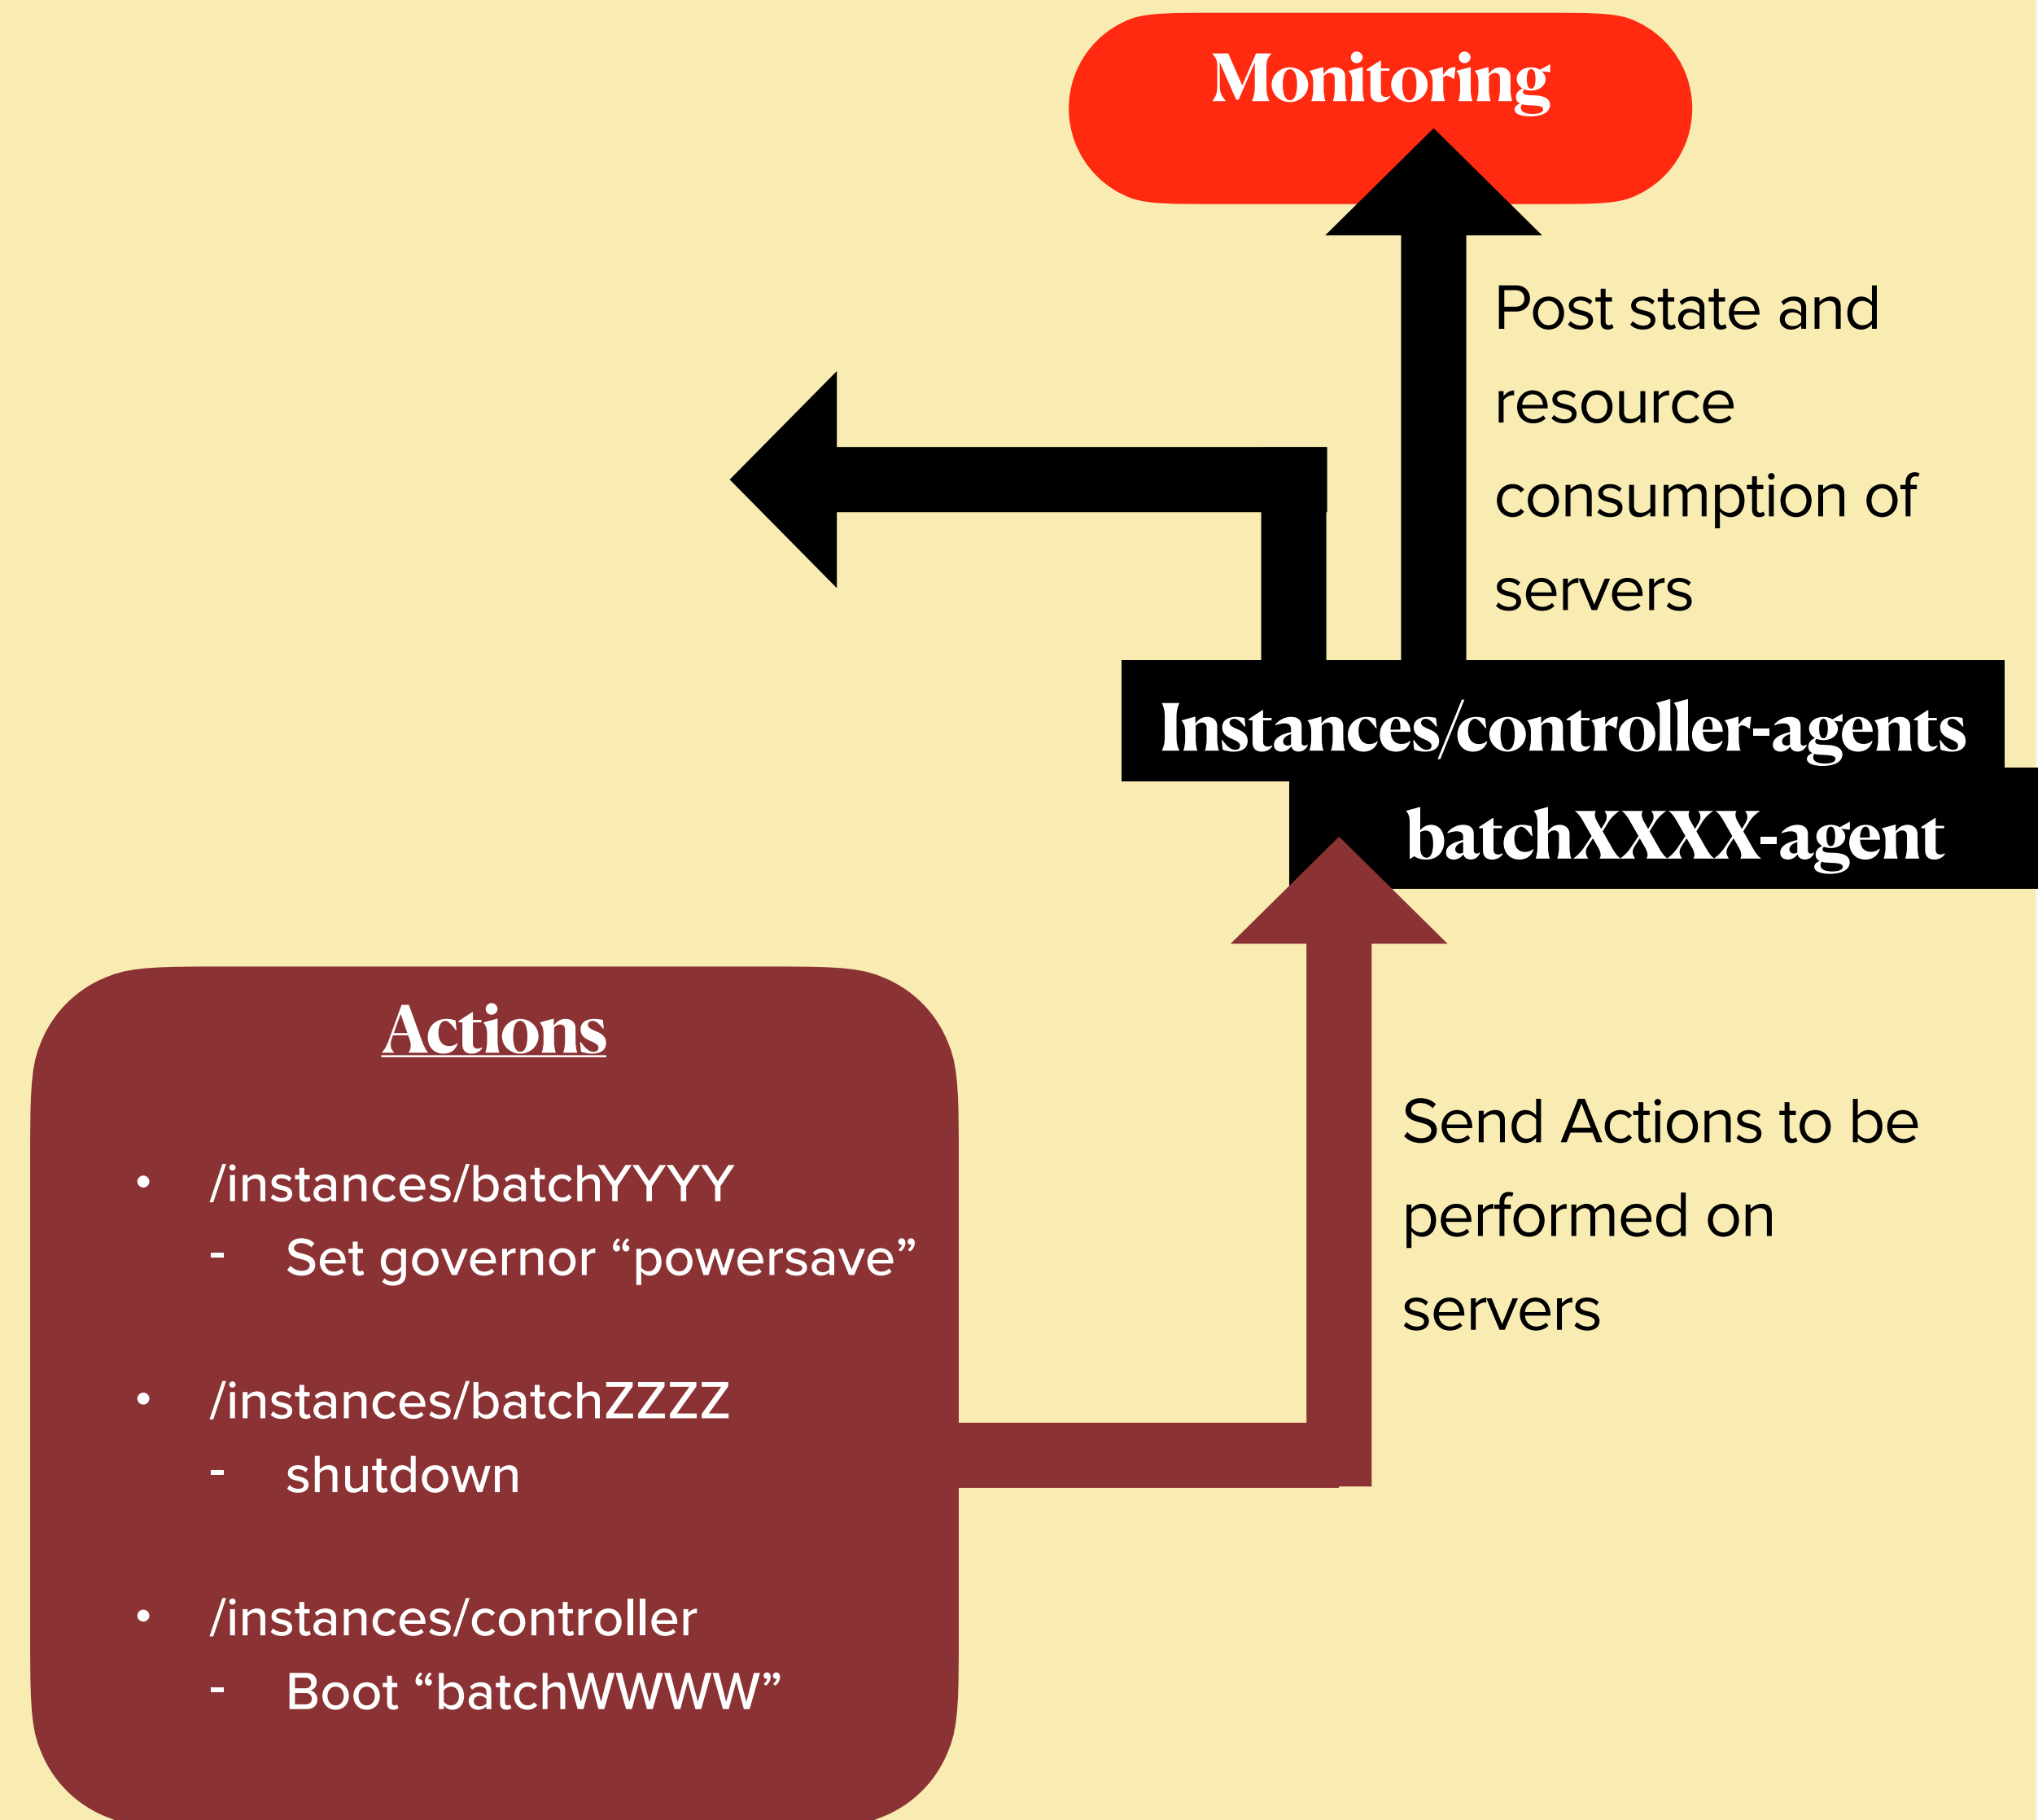 Monitoring
Post state and
resource
consumption of
servers
Instances/controller-agents
batchXXXX-agent
Actions
• /instances/batchYYYY
- Set governor “powersave”
• /instances/batchZZZZ
- shutdown
• /instances/controller
- Boot “batchWWWW”
Send Actions to be
performed on
servers